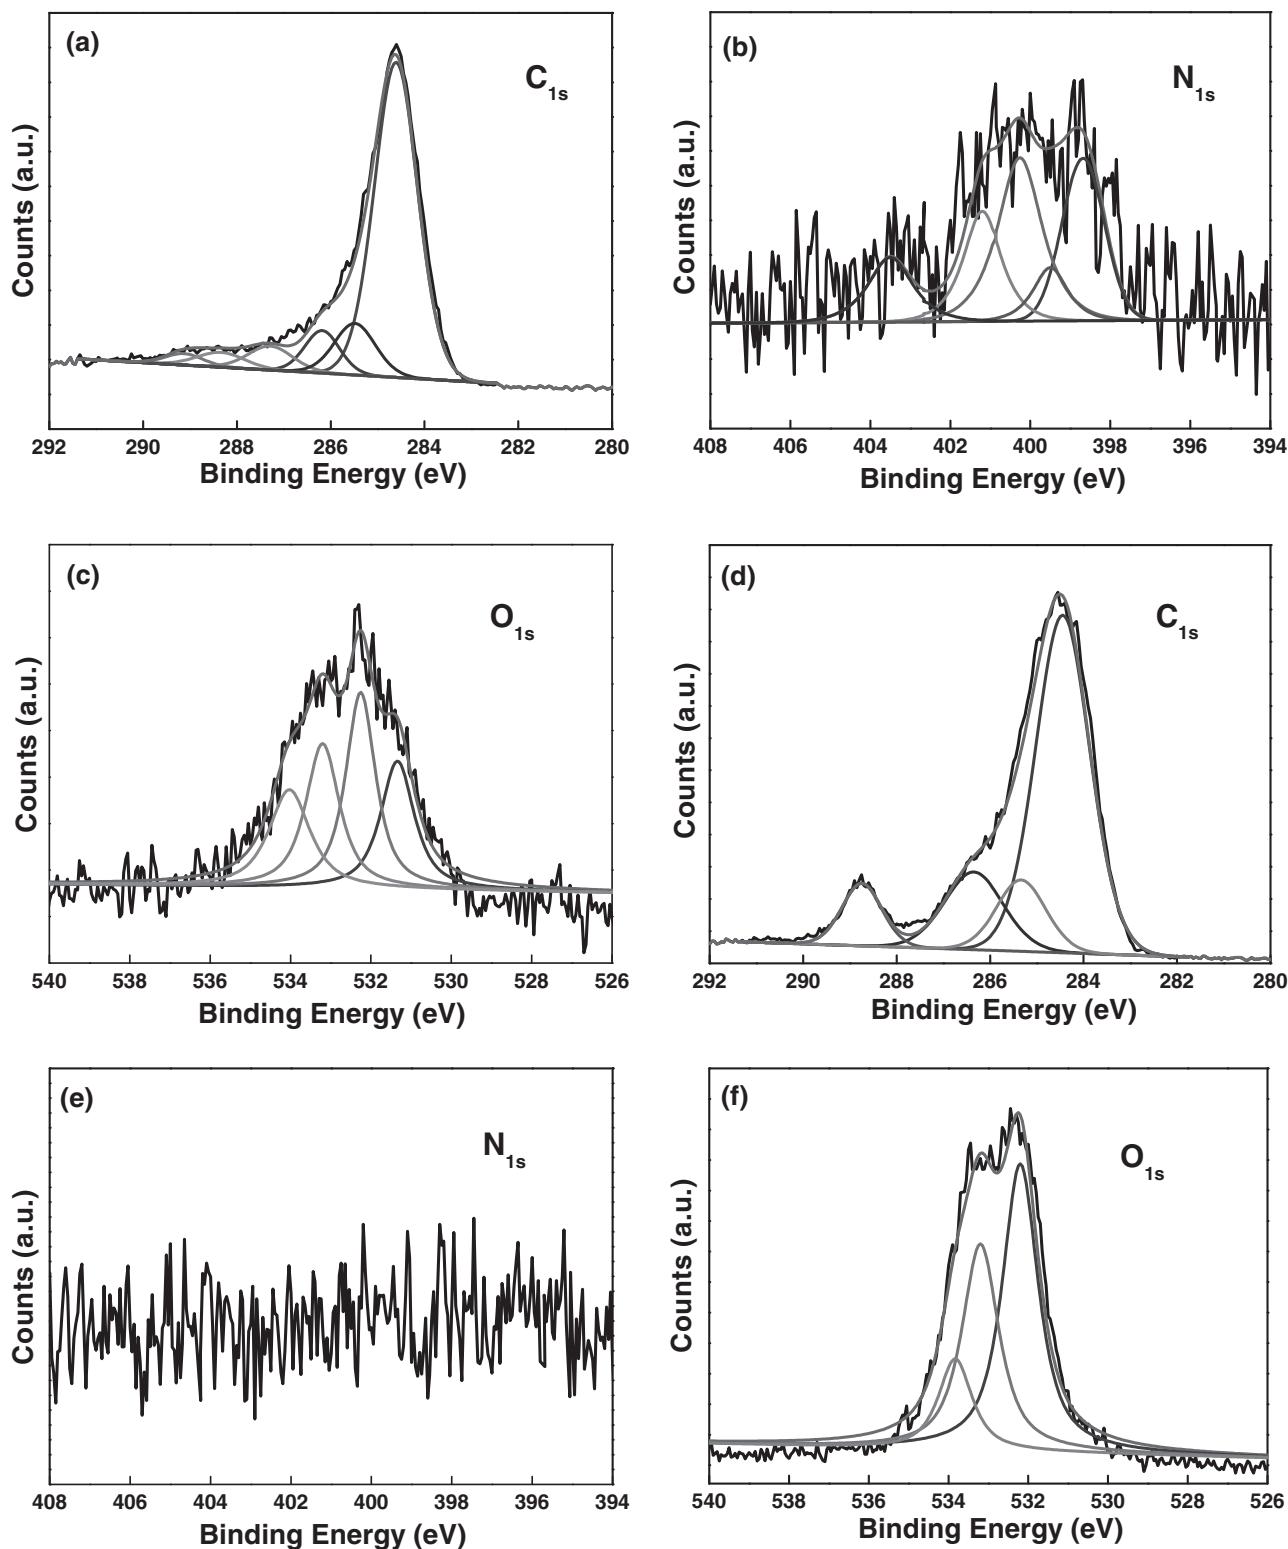 (a)
C1s
Counts (a.u.)
292 290 288 286 284 282 280
Binding Energy (eV)
(b)
N1s
Counts (a.u.)
408 406 404 402 400 398 396 394
Binding Energy (eV)
(c)
O1s
Counts (a.u.)
540 538 536 534 532 530 528 526
Binding Energy (eV)
(d)
C1s
Counts (a.u.)
292 290 288 286 284 282 280
Binding Energy (eV)
(e)
N1s
Counts (a.u.)
408 406 404 402 400 398 396 394
Binding Energy (eV)
(f)
O1s
Counts (a.u.)
540 538 536 534 532 530 528 526
Binding Energy (eV)